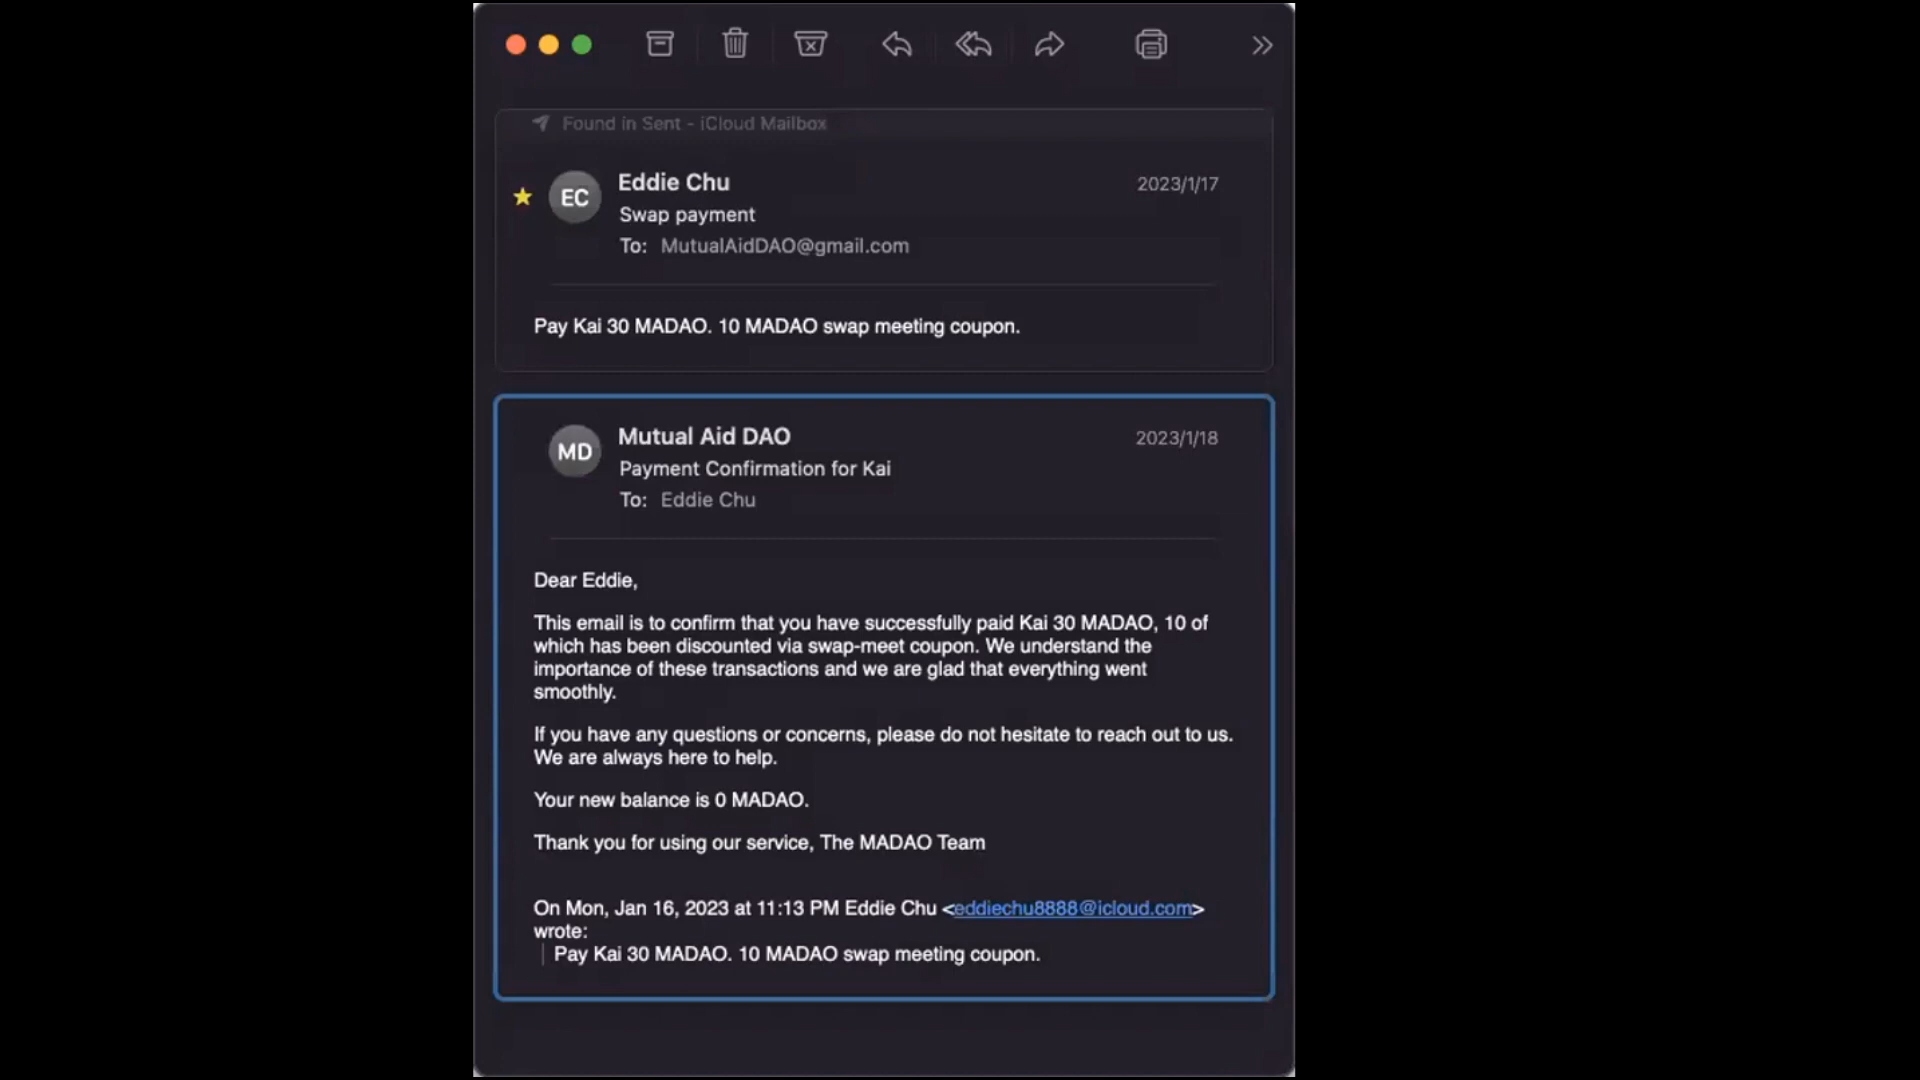 Found in Sent - iCloud Mailbox
EC
Eddie Chu
2023/1/17
Swap payment
To: MutualAidDAO@gmail.com
Pay Kai 30 MADAO. 10 MADAO swap meeting coupon.
MD
Mutual Aid DAO
2023/1/18
Payment Confirmation for Kai
To: Eddie Chu
Dear Eddie,
This email is to confirm that you have successfully paid Kai 30 MADAO, 10 of
which has been discounted via swap-meet coupon. We understand the
importance of these transactions and we are glad that everything went
smoothly.
If you have any questions or concerns, please do not hesitate to reach out to us.
We are always here to help.
Your new balance is 0 MADAO.
Thank you for using our service, The MADAO Team
On Mon, Jan 16, 2023 at 11:13 PM Eddie Chu <eddiechu8888@icloud.com>
wrote:
Pay Kai 30 MADAO. 10 MADAO swap meeting coupon.